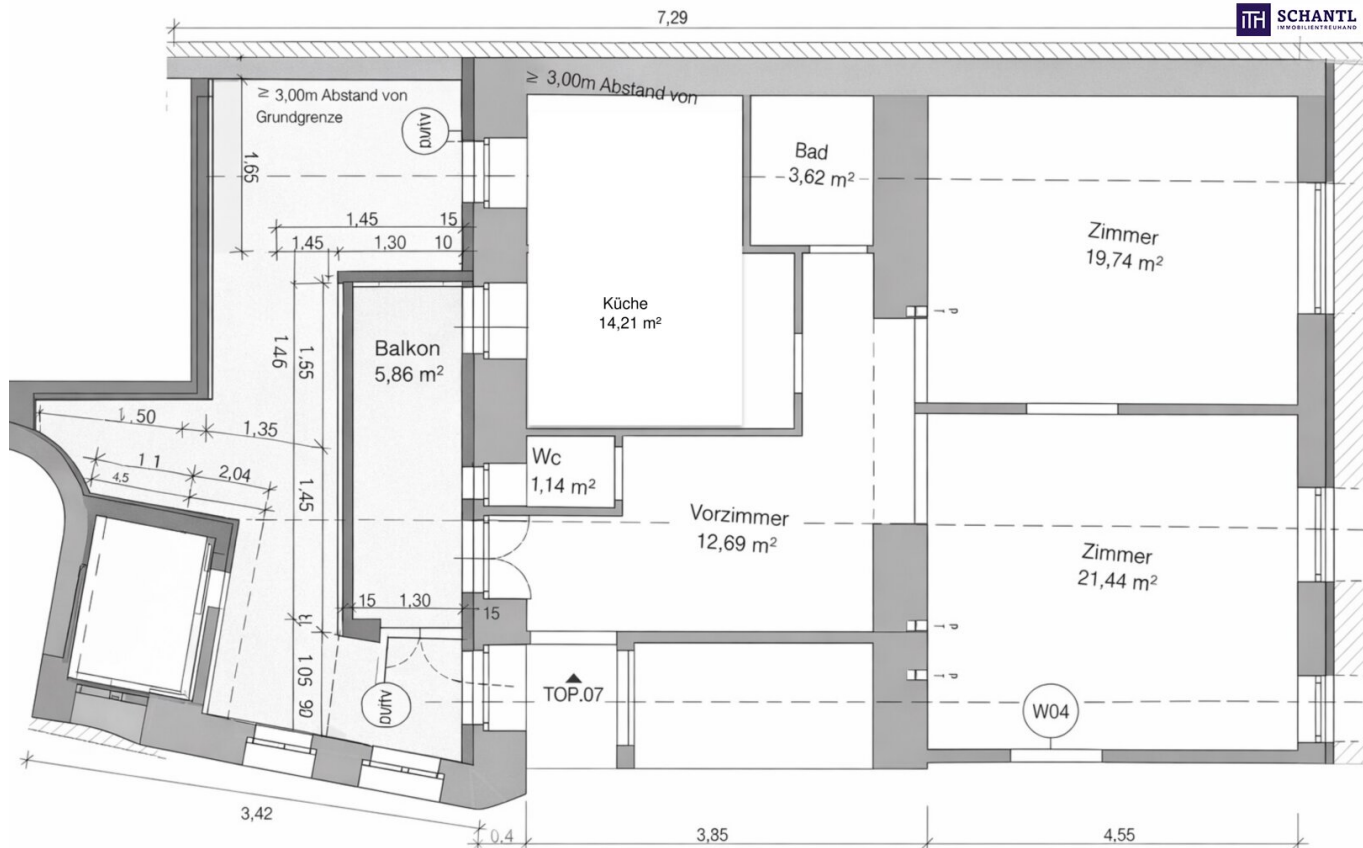 7,29
ITH SCHANTL
IMMOBILIENTREUHAND
≥ 3,00m Abstand von
≥ 3,00m Abstand von
Grundgrenze
Bad
3,62 m²
1,65
1,45 15
1,45 1,30 10
Zimmer
19,74 m²
Küche
14,21 m²
Balkon
5,86 m²
1,55
1,46
1,50
1,35
1 1
2,04
4,5
1,45
Wc
1,14 m²
Vorzimmer
12,69 m²
Zimmer
21,44 m²
15 1,30 15
1,05 90
TOP.07
W04
3,42
0,4
3,85
4,55